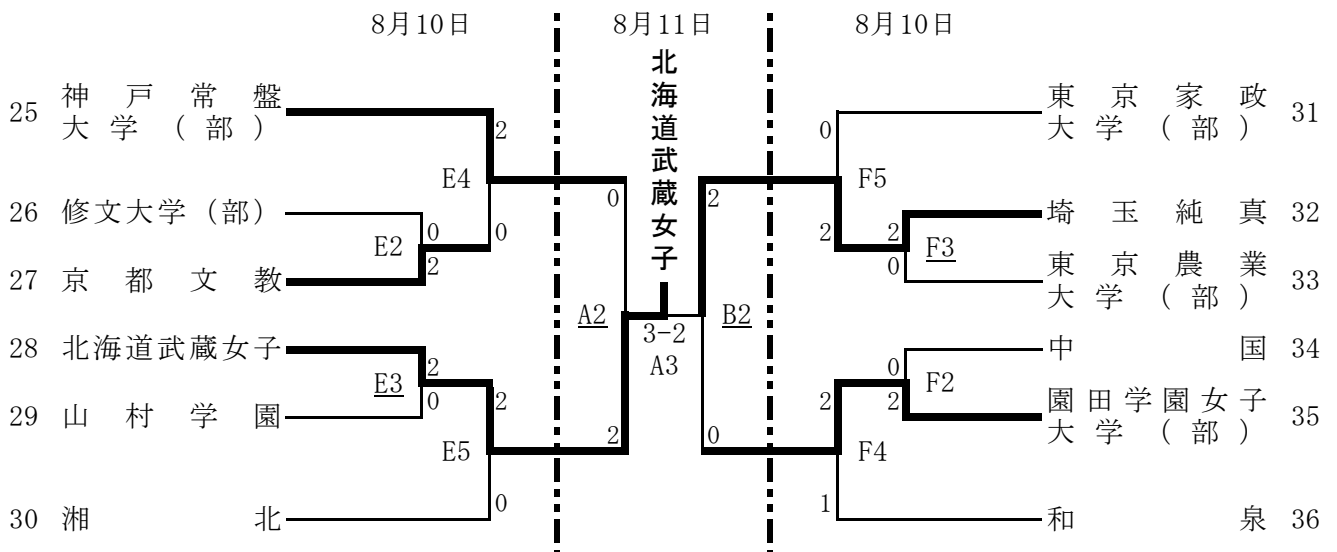 8月10日
8月11日
8月10日
北海道武蔵女子
25 神戸常盤
大学(部)
26 修文大学(部)
27 京都文教
28 北海道武蔵女子
29 山村学園
30 湘北
2
E4
0
E2
0
2
2
E3
0
2
E5
0
0
A2
2
3-2
A3
2
B2
0
0
F5
2
2
F3
0
0
F2
2
2
F4
1
東京家政
大学(部) 31
埼玉純真 32
東京農業
大学(部) 33
中国 34
園田学園女子
大学(部) 35
和泉 36